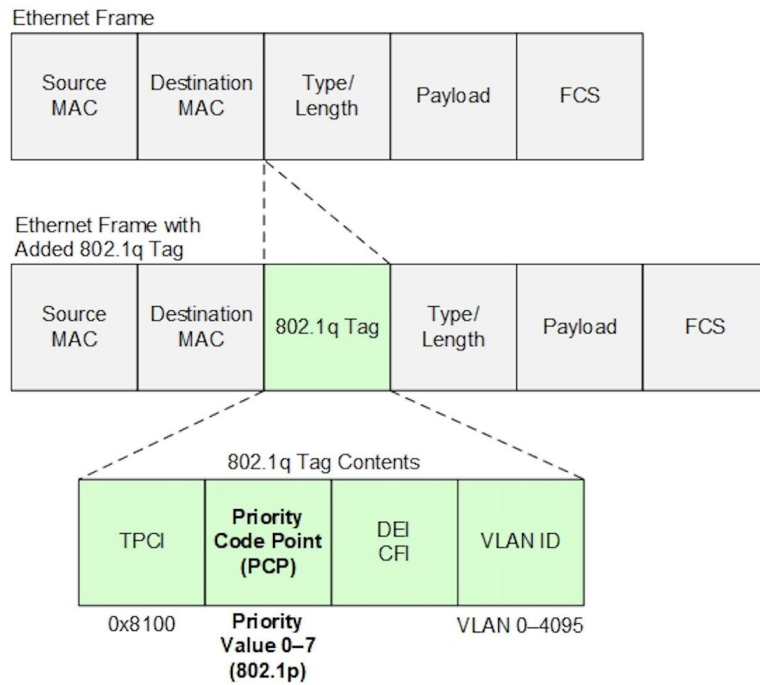 Ethernet Frame
Source
MAC
Destination
MAC
Type/
Length
Payload
FCS
Ethernet Frame with
Added 802.1q Tag
Source
MAC
Destination
MAC
802.1q Tag
Type/
Length
Payload
FCS
802.1q Tag Contents
TPCI
Priority
Code Point
(PCP)
DEI
CFI
VLAN ID
0x8100
Priority
Value 0–7
(802.1p)
VLAN 0–4095